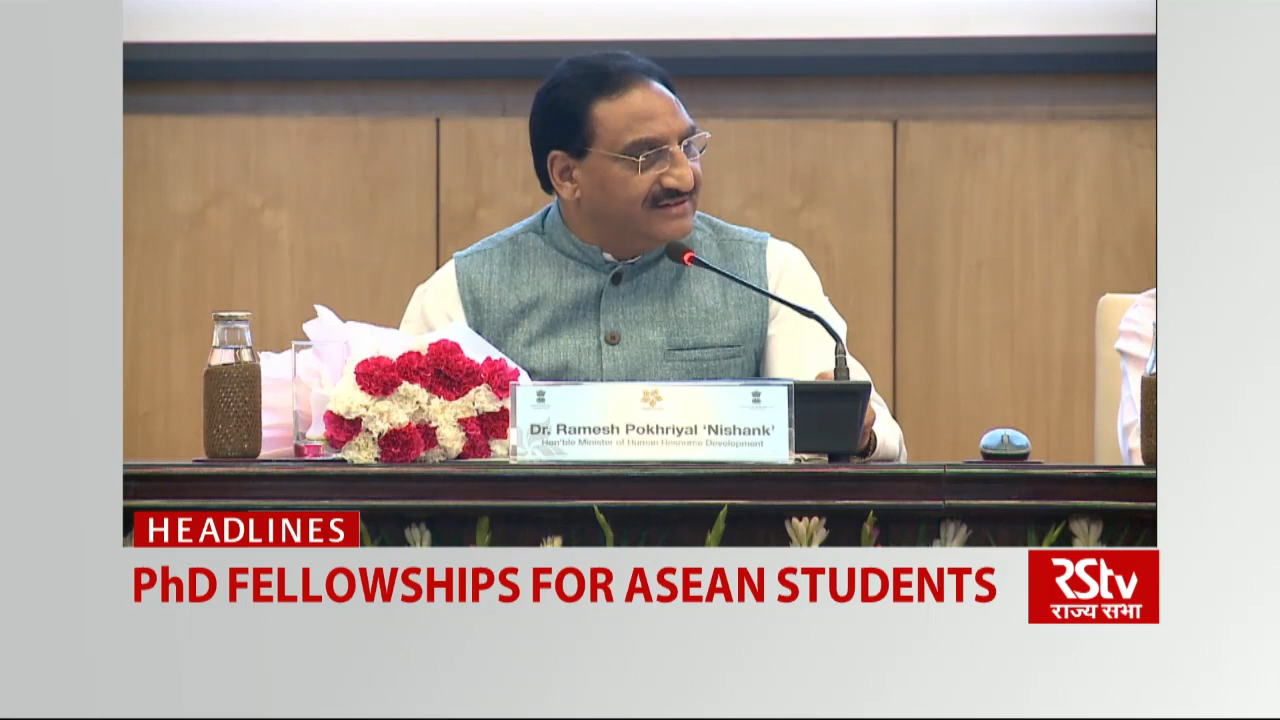 Dr. Ramesh Pokhriyal ‘Nishank’
Hon'ble Minister of Human Resource Development
HEADLINES
PhD FELLOWSHIPS FOR ASEAN STUDENTS
RStv
राज्य सभा